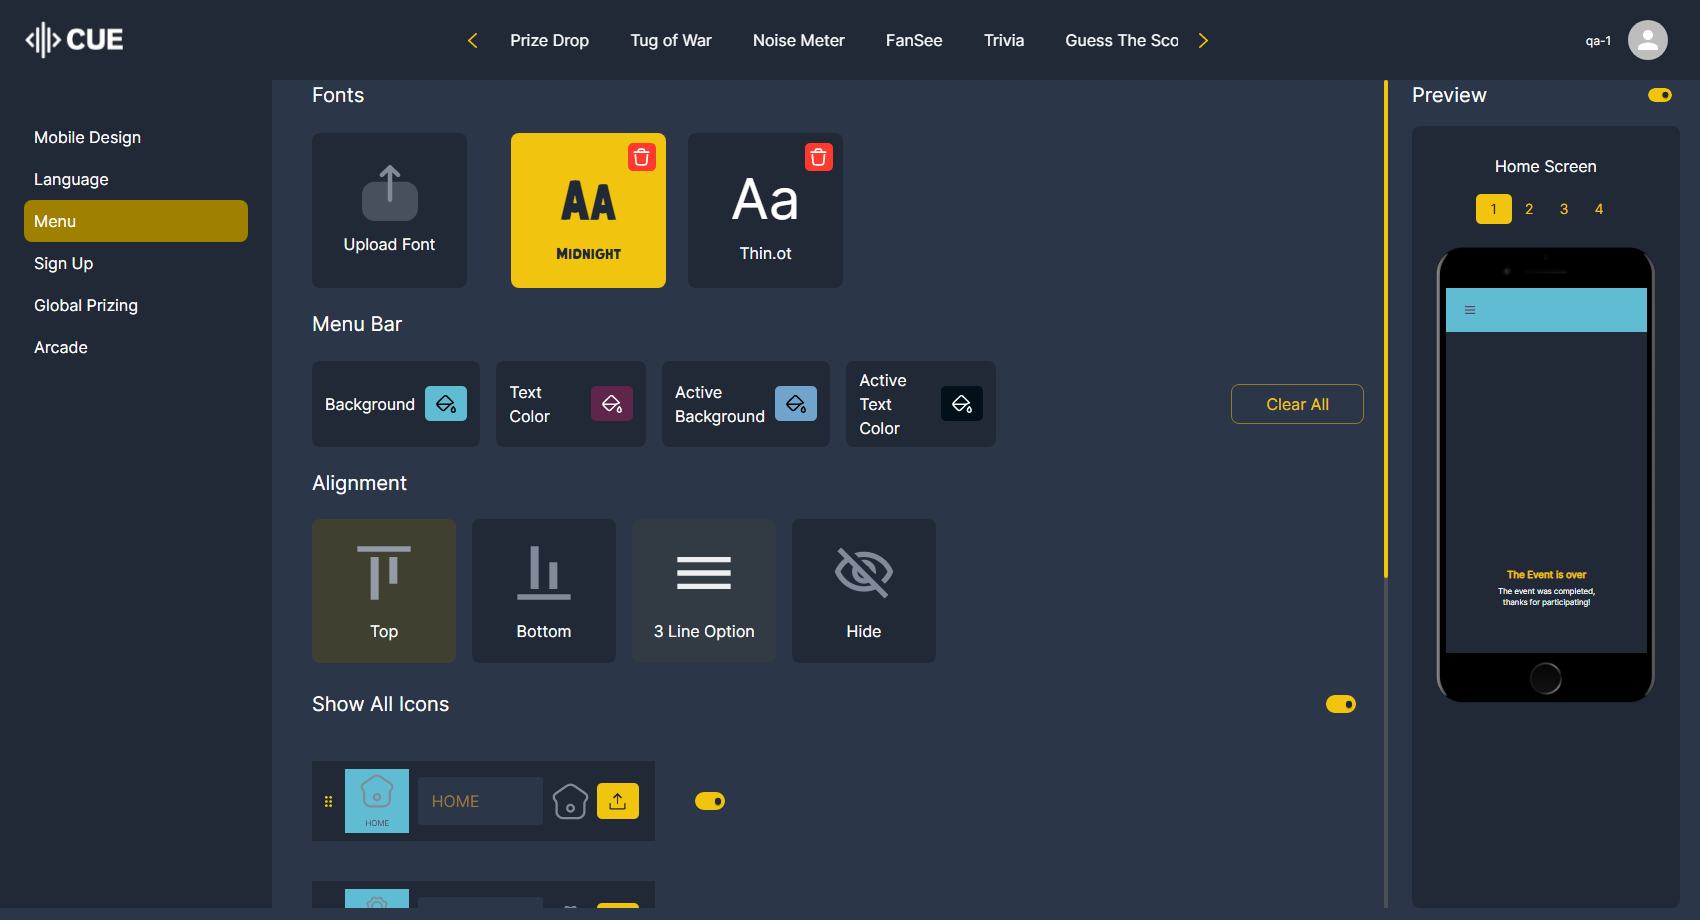 CUE
Prize Drop
Tug of War
Noise Meter
FanSee
Trivia
Guess The Sco
qa-1
Mobile Design
Language
Menu
Sign Up
Global Prizing
Arcade
Fonts
Upload Font
Aa
Midnight
Aa
Thin.ot
Menu Bar
Background
Text
Color
Active
Background
Active
Text
Color
Clear All
Alignment
Top
Bottom
3 Line Option
Hide
Show All Icons
HOME
HOME
Preview
Home Screen
1 2 3 4
The Event is over
The event was completed,
thanks for participating!